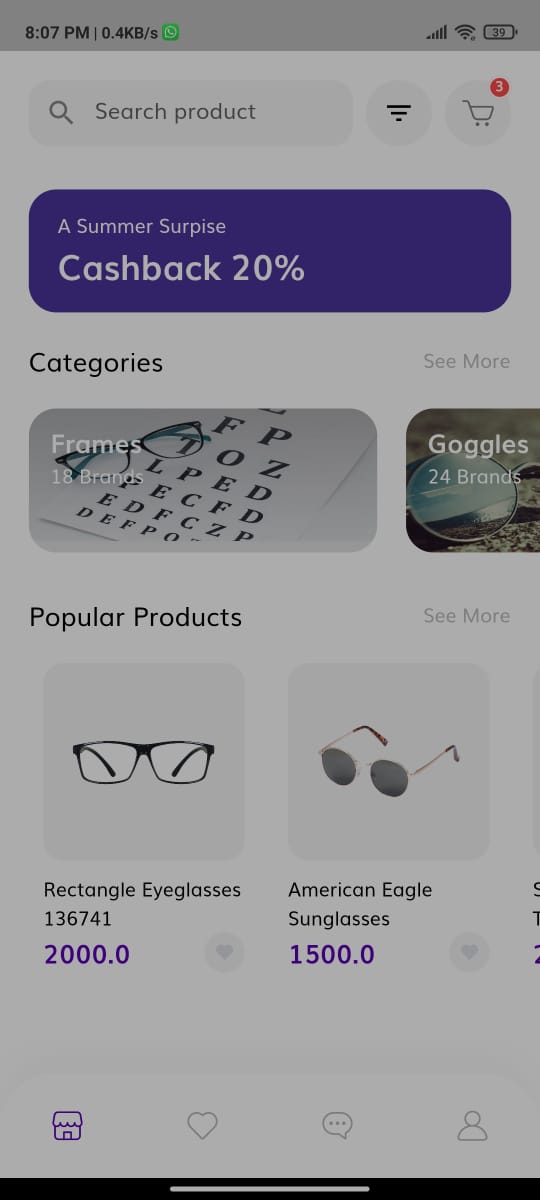 8:07 PM | 0.4KB/s
39
Search product
3
A Summer Surpise
Cashback 20%
Categories
See More
Frames
18 Brands
F P
T O Z
L P E D
P E C F D
E D F C Z P
D E F P O T
Goggles
24 Brands
Popular Products
See More
Rectangle Eyeglasses
136741
2000.0
American Eagle
Sunglasses
1500.0